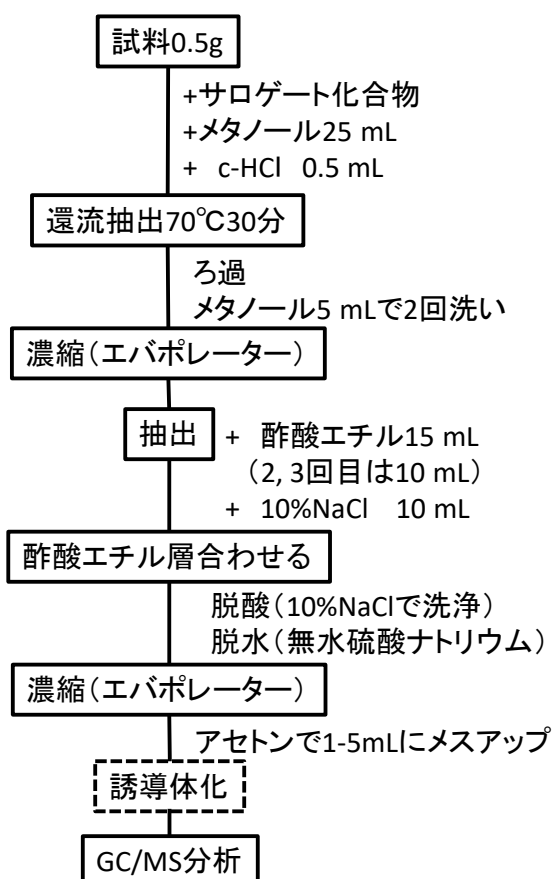 試料0.5g
+サロゲート化合物
+メタノール25 mL
+ c-HCl 0.5 mL
還流抽出70℃30分
ろ過
メタノール5 mLで2回洗い
濃縮(エバポレーター)
抽出
+ 酢酸エチル15 mL
(2, 3回目は10 mL)
+ 10%NaCl 10 mL
酢酸エチル層合わせる
脱酸(10%NaClで洗浄)
脱水(無水硫酸ナトリウム)
濃縮(エバポレーター)
アセトンで1-5mLにメスアップ
誘導体化
GC/MS分析